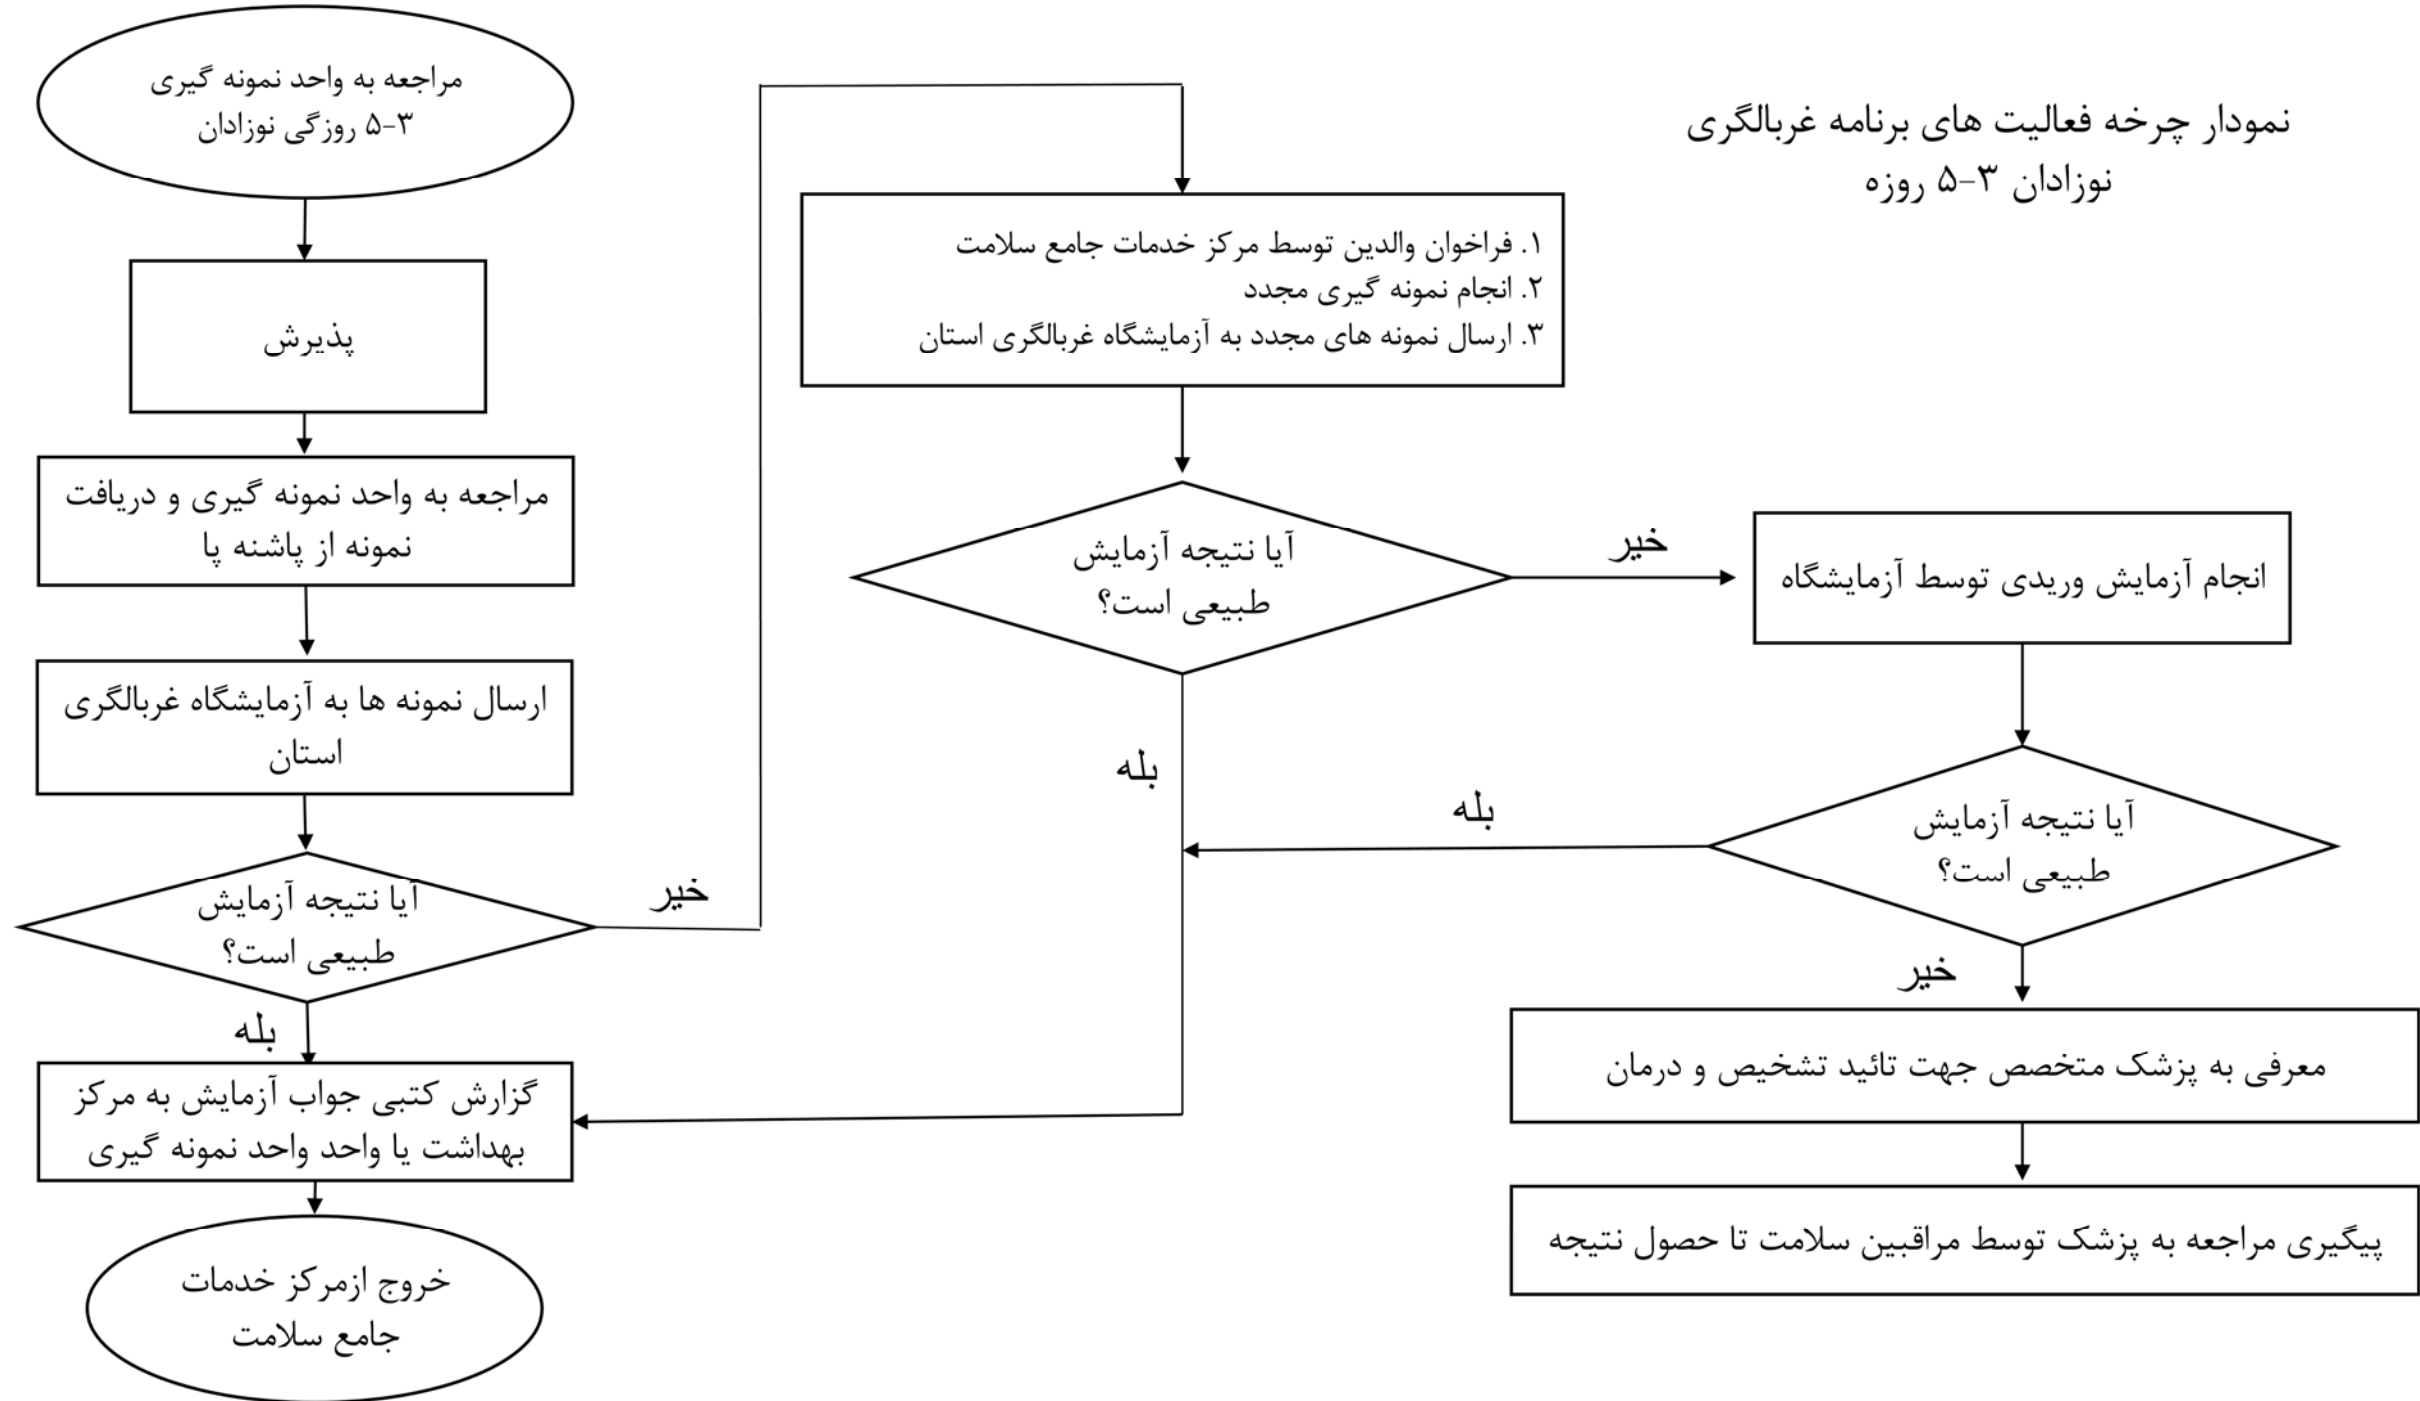 نمودار چرخه فعالیت های برنامه غربالگری
نوزادان ۳-۵ روزه
مراجعه به واحد نمونه گیری
۳-۵ روزگی نوزادان
پذیرش
مراجعه به واحد نمونه گیری و دریافت
نمونه از پاشنه پا
ارسال نمونه ها به آزمایشگاه غربالگری
استان
آیا نتیجه آزمایش
طبیعی است؟
خیر
بله
گزارش کتبی جواب آزمایش به مرکز
بهداشت یا واحد واحد نمونه گیری
خروج ازمرکز خدمات
جامع سلامت
۱. فراخوان والدین توسط مرکز خدمات جامع سلامت
۲. انجام نمونه گیری مجدد
۳. ارسال نمونه های مجدد به آزمایشگاه غربالگری استان
آیا نتیجه آزمایش
طبیعی است؟
خیر
بله
انجام آزمایش وریدی توسط آزمایشگاه
آیا نتیجه آزمایش
طبیعی است؟
بله
خیر
معرفی به پزشک متخصص جهت تائید تشخیص و درمان
پیگیری مراجعه به پزشک توسط مراقبین سلامت تا حصول نتیجه